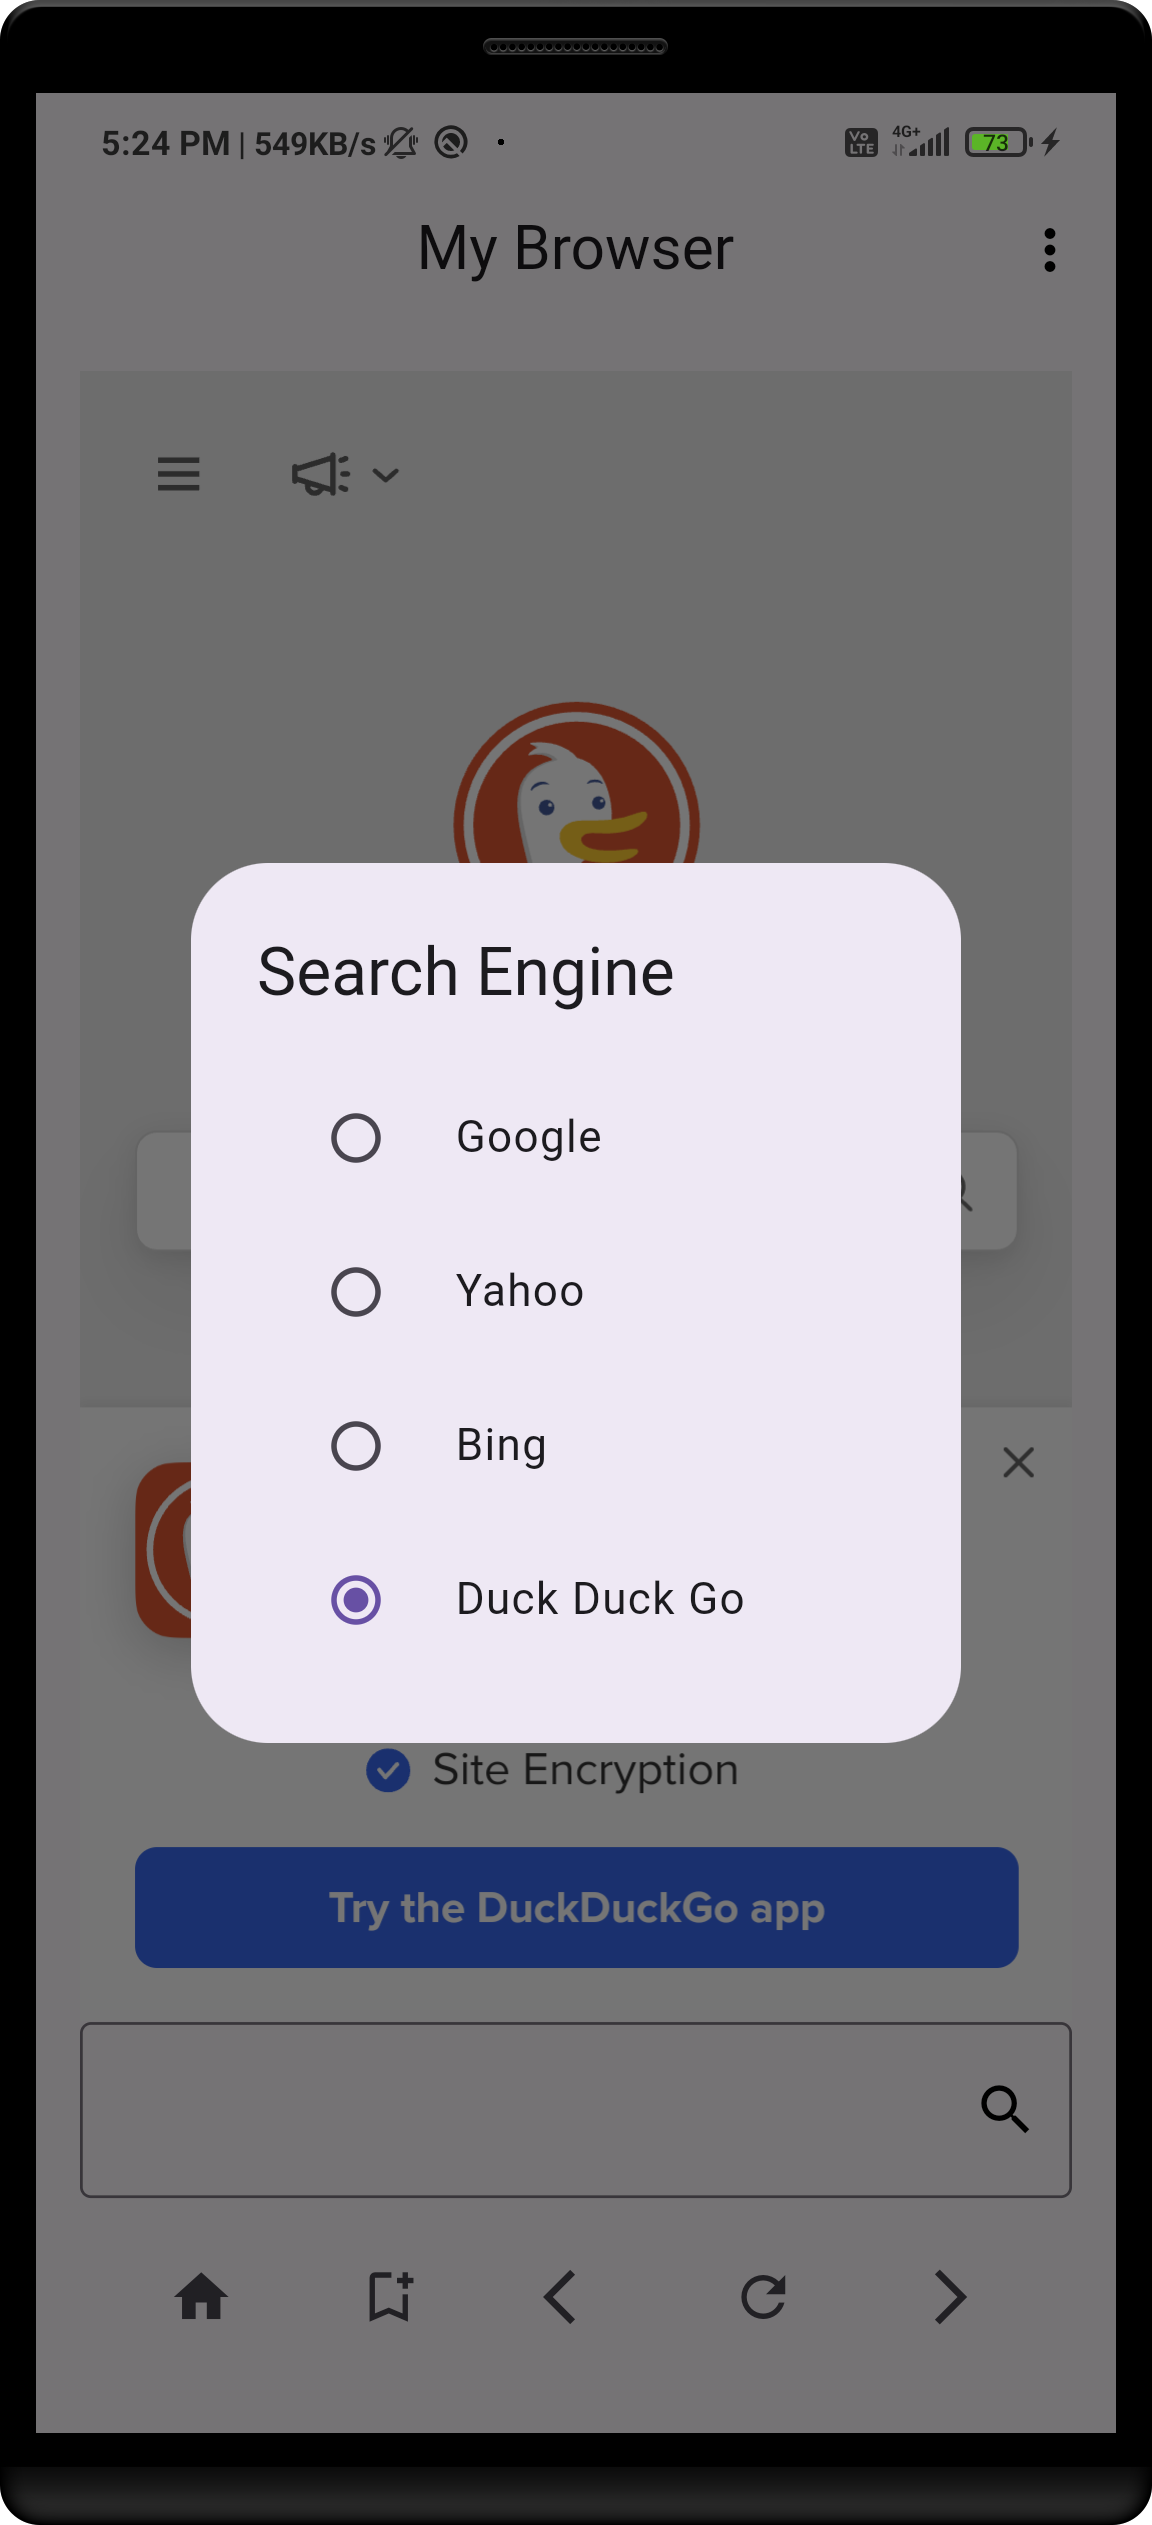 5:24 PM | 549KB/s
Vo LTE 4G+ 73
My Browser
Search Engine
Google
Yahoo
Bing
Duck Duck Go
Site Encryption
Try the DuckDuckGo app